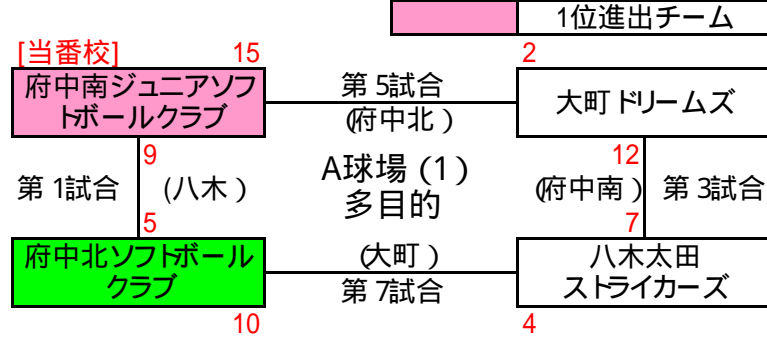 1位進出チーム
[当番校] 15 2
府中南ジュニアソフ
トボールクラブ
第5試合
(府中北)
大町ドリームズ
9 12
第1試合 (八木)
A球場(1)
多目的
(府中南) 第3試合
5 7
府中北ソフトボール
クラブ
(大町)
第7試合
八木太田
ストライカーズ
10 4